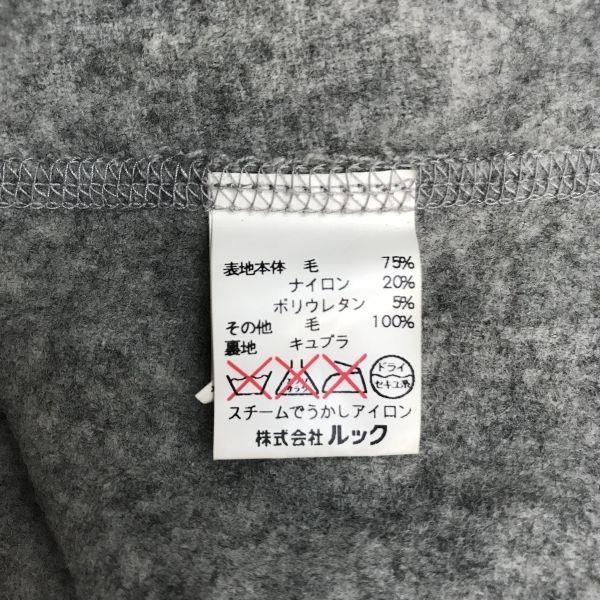 表地本体 毛 75%
ナイロン 20%
ポリウレタン 5%
その他 毛 100%
裏地 キュプラ
ドライ
セキユ系
スチームでうかしアイロン
株式会社 ルック